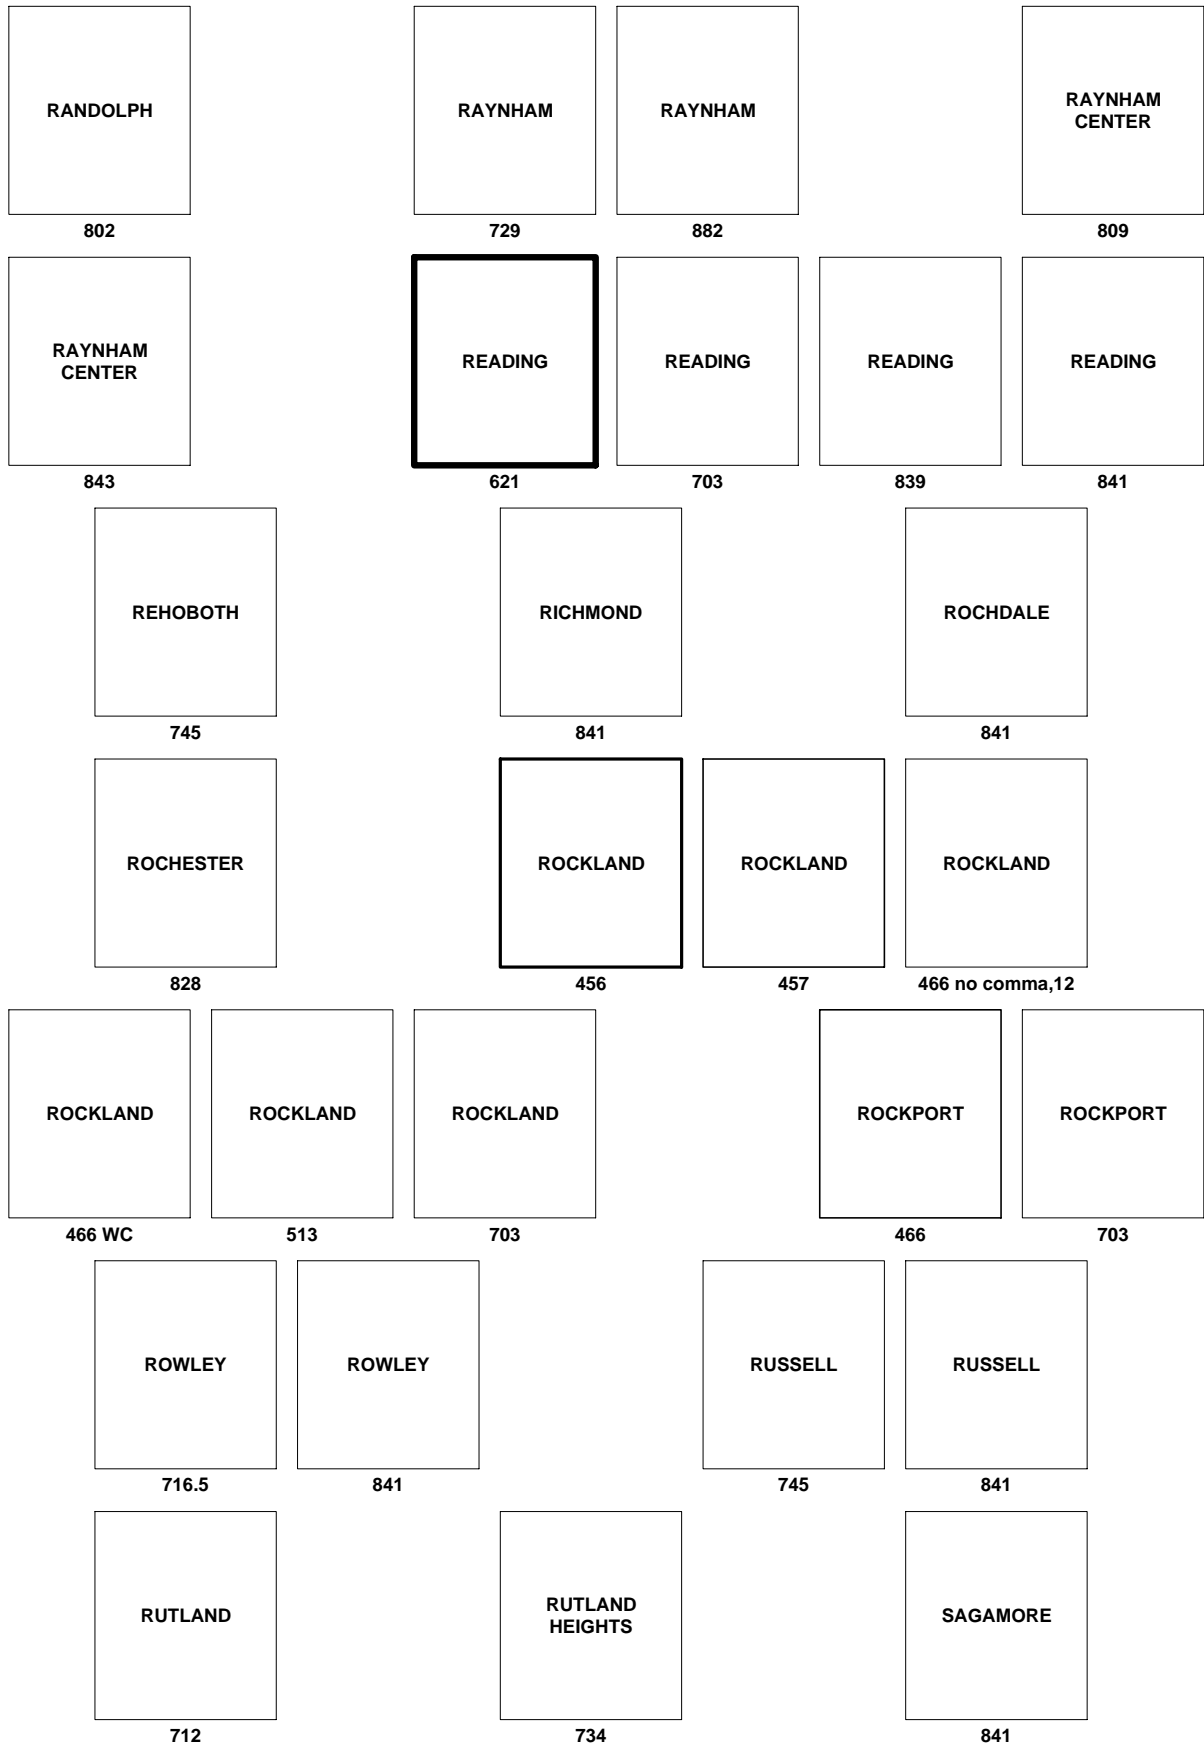 RANDOLPH
802
RAYNHAM
729
RAYNHAM
882
RAYNHAM
CENTER
809
RAYNHAM
CENTER
843
READING
621
READING
703
READING
839
READING
841
REHOBOTH
745
RICHMOND
841
ROCHDALE
841
ROCHESTER
828
ROCKLAND
456
ROCKLAND
457
ROCKLAND
466 no comma,12
ROCKLAND
466 WC
ROCKLAND
513
ROCKLAND
703
ROCKPORT
466
ROCKPORT
703
ROWLEY
716.5
ROWLEY
841
RUSSELL
745
RUSSELL
841
RUTLAND
712
RUTLAND
HEIGHTS
734
SAGAMORE
841